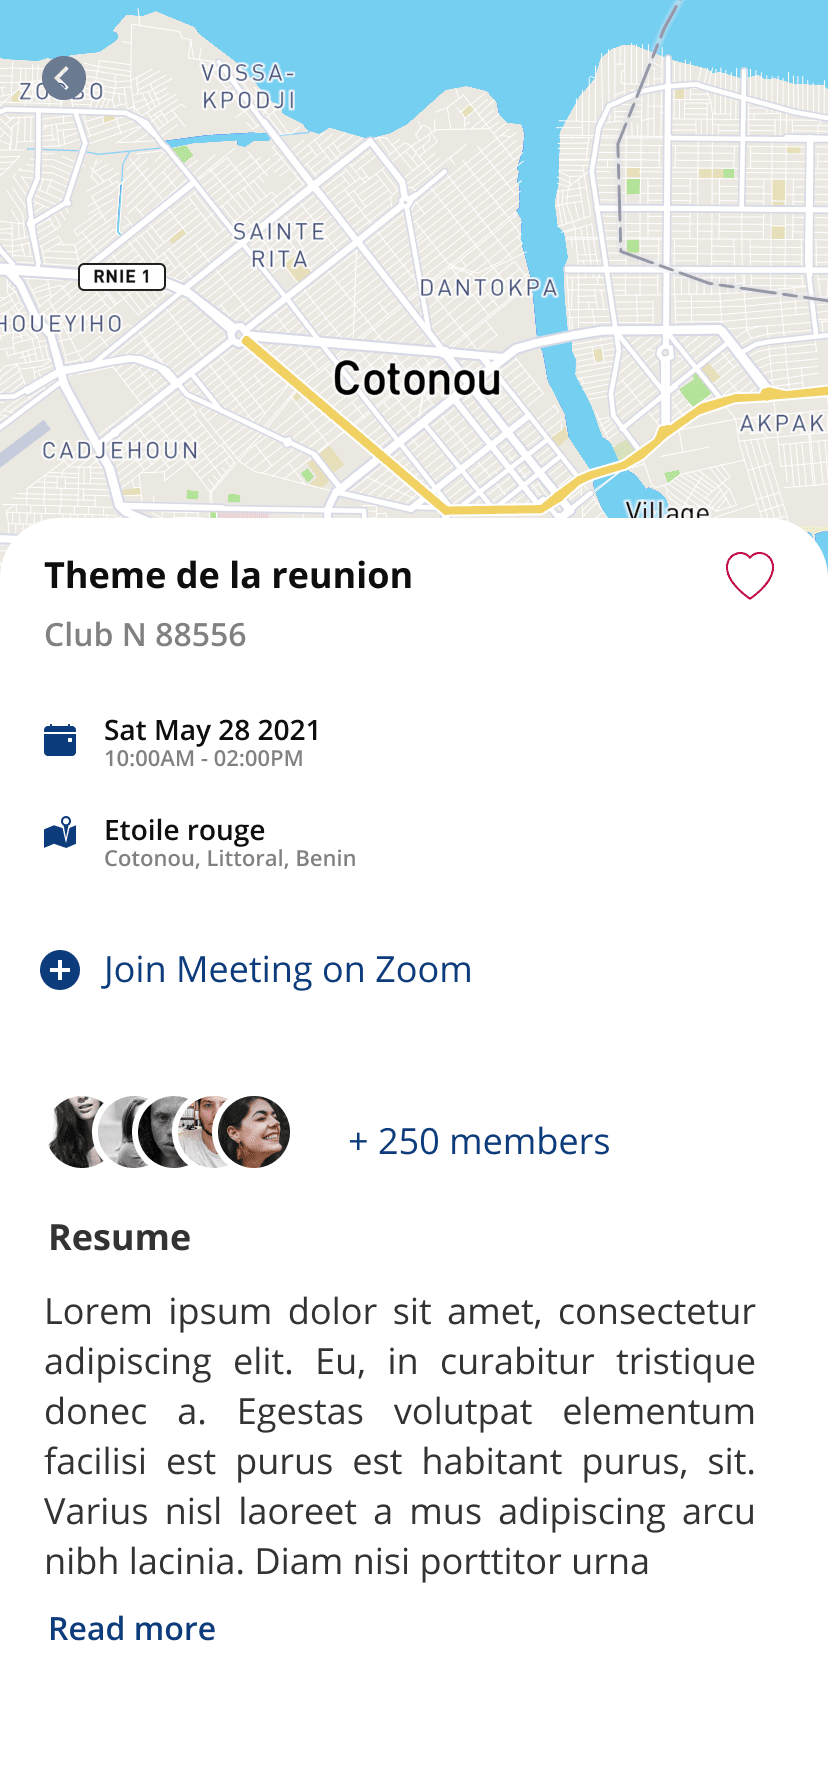 VOSSA-
KPODJI
SAINTE
RITA
RNIE 1
DANTOKPA
HOUEYIHO
Cotonou
AKPAK
CADJEHOUN
Village
Theme de la reunion
Club N 88556
Sat May 28 2021
10:00AM - 02:00PM
Etoile rouge
Cotonou, Littoral, Benin
Join Meeting on Zoom
+ 250 members
Resume
Lorem ipsum dolor sit amet, consectetur
adipiscing elit. Eu, in curabitur tristique
donec a. Egestas volutpat elementum
facilisi est purus est habitant purus, sit.
Varius nisl laoreet a mus adipiscing arcu
nibh lacinia. Diam nisi porttitor urna
Read more